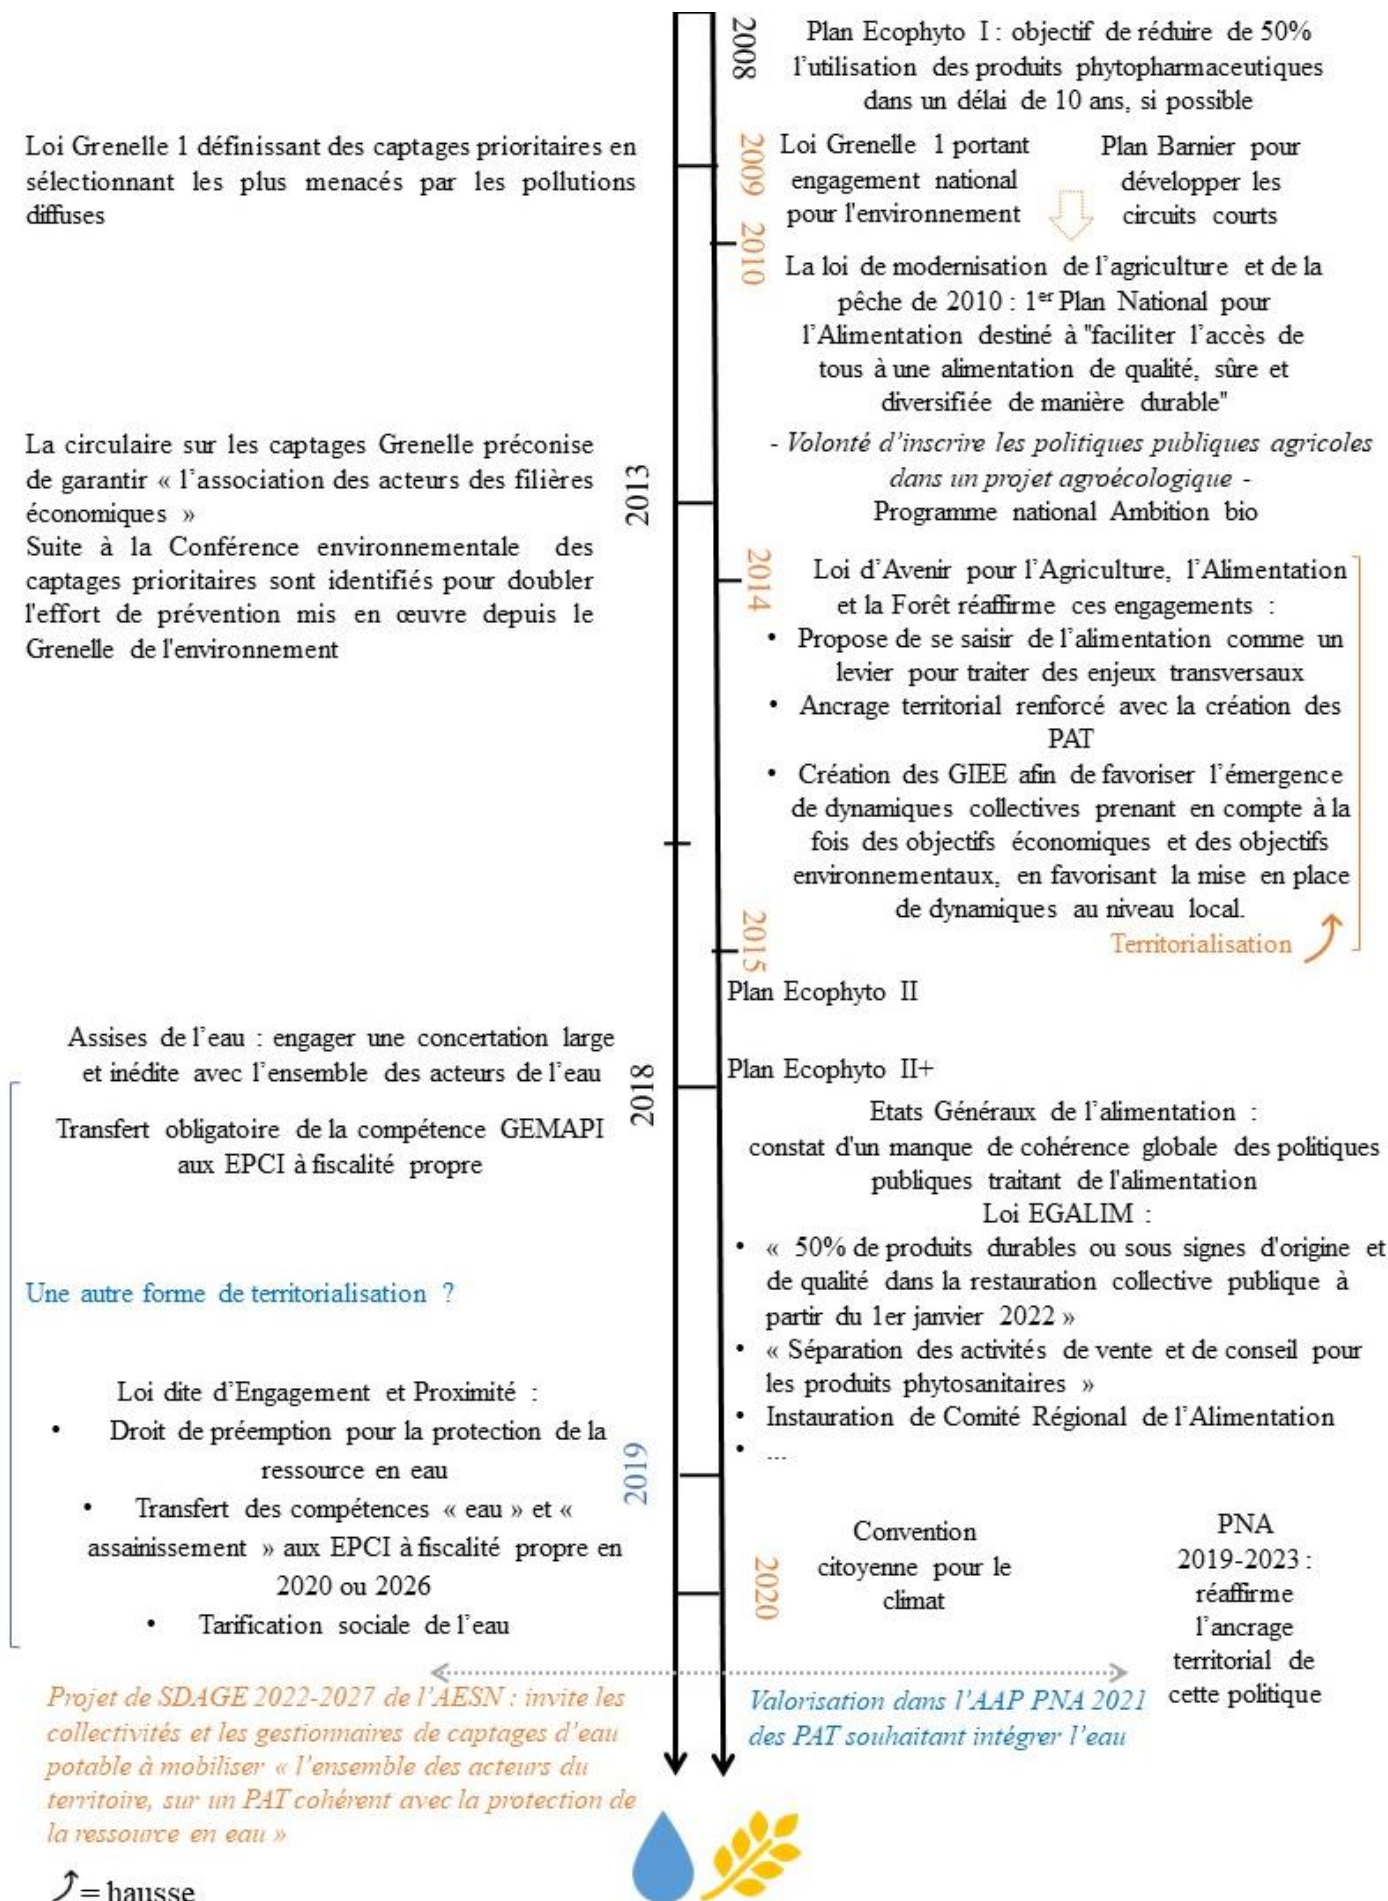 2008
Plan Ecophyto I : objectif de réduire de 50%
l'utilisation des produits phytopharmaceutiques
dans un délai de 10 ans, si possible
Loi Grenelle 1 définissant des captages prioritaires en
sélectionnant les plus menacés par les pollutions
diffuses
2009
Loi Grenelle 1 portant
engagement national
pour l'environnement
Plan Barnier pour
développer les
circuits courts
2010
La loi de modernisation de l'agriculture et de la
pêche de 2010 : 1er Plan National pour
l'Alimentation destiné à "faciliter l'accès de
tous à une alimentation de qualité, sûre et
diversifiée de manière durable"
La circulaire sur les captages Grenelle préconise
de garantir « l'association des acteurs des filières
économiques »
Suite à la Conférence environnementale des
captages prioritaires sont identifiés pour doubler
l'effort de prévention mis en œuvre depuis le
Grenelle de l'environnement
2013
- Volonté d'inscrire les politiques publiques agricoles
dans un projet agroécologique -
Programme national Ambition bio
2014
Loi d'Avenir pour l'Agriculture, l'Alimentation
et la Forêt réaffirme ces engagements :
• Propose de se saisir de l'alimentation comme un
levier pour traiter des enjeux transversaux
• Ancrage territorial renforcé avec la création des
PAT
• Création des GIEE afin de favoriser l'émergence
de dynamiques collectives prenant en compte à la
fois des objectifs économiques et des objectifs
environnementaux, en favorisant la mise en place
de dynamiques au niveau local.
Territorialisation
2015
Plan Ecophyto II
Assises de l'eau : engager une concertation large
et inédite avec l'ensemble des acteurs de l'eau
Transfert obligatoire de la compétence GEMAPI
aux EPCI à fiscalité propre
2018
Plan Ecophyto II+
Etats Généraux de l'alimentation :
constat d'un manque de cohérence globale des politiques
publiques traitant de l'alimentation
Loi EGALIM :
• « 50% de produits durables ou sous signes d'origine et
de qualité dans la restauration collective publique à
partir du 1er janvier 2022 »
• « Séparation des activités de vente et de conseil pour
les produits phytosanitaires »
• Instauration de Comité Régional de l'Alimentation
• ...
Une autre forme de territorialisation ?
Loi dite d'Engagement et Proximité :
• Droit de préemption pour la protection de la
ressource en eau
• Transfert des compétences « eau » et «
assainissement » aux EPCI à fiscalité propre en
2020 ou 2026
• Tarification sociale de l'eau
2019
2020
Convention
citoyenne pour le
climat
PNA
2019-2023 :
réaffirme
l'ancrage
territorial de
cette politique
Projet de SDAGE 2022-2027 de l'AESN : invite les
collectivités et les gestionnaires de captages d'eau
potable à mobiliser « l'ensemble des acteurs du
territoire, sur un PAT cohérent avec la protection de
la ressource en eau »
Valorisation dans l'AAP PNA 2021
des PAT souhaitant intégrer l'eau
= hausse